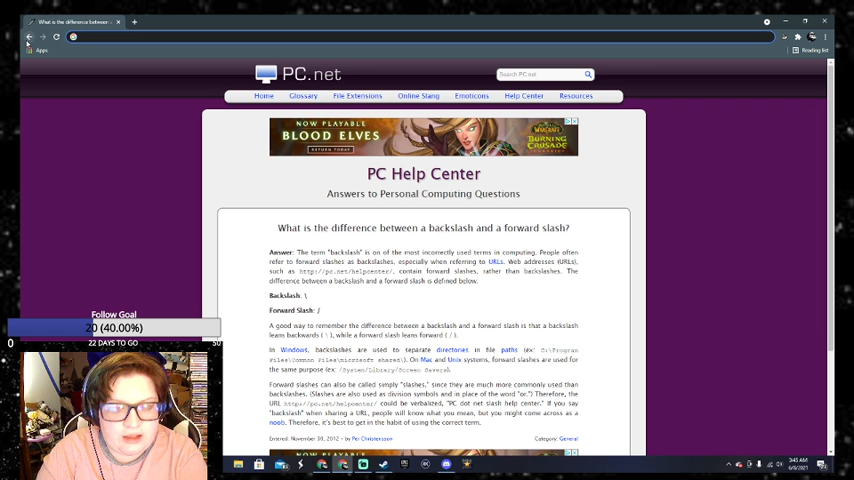 What is the difference between
Apps
Reading list
PC.net
Search PC.net
Home Glossary File Extensions Online Slang Emoticons Help Center Resources
NOW PLAYABLE
BLOOD ELVES
RETURN TODAY
WORLD WARCRAFT
BURNING CRUSADE
CLASSIC
PC Help Center
Answers to Personal Computing Questions
What is the difference between a backslash and a forward slash?
Answer: The term "backslash" is on of the most incorrectly used terms in computing. People often
refer to forward slashes as backslashes, especially when referring to URLs. Web addresses (URLs),
such as http://pc.net/helpcenter/, contain forward slashes, rather than backslashes. The
difference between a backslash and a forward slash is defined below.
Backslash: \
Forward Slash: /
A good way to remember the difference between a backslash and a forward slash is that a backslash
leans backwards ( \ ), while a forward slash leans forward ( / ).
In Windows, backslashes are used to separate directories in file paths (ex: C:\Program
Files\Common Files\microsoft shared\). On Mac and Unix systems, forward slashes are used for
the same purpose (ex: /System/Library/Screen Savers).
Forward slashes can also be called simply "slashes," since they are much more commonly used than
backslashes. (Slashes are also used as division symbols and in place of the word "or.") Therefore, the
URL http://pc.net/helpcenter/ could be verbalized, "PC dot net slash help center." If you say
"backslash" when sharing a URL, people will know what you mean, but you might come across as a
noob. Therefore, it's best to get in the habit of using the correct term.
Entered: November 30, 2012 - by Per Christensson Category: General
Follow Goal
20 (40.00%)
0 50
22 DAYS TO GO
3:45 AM
6/8/2021